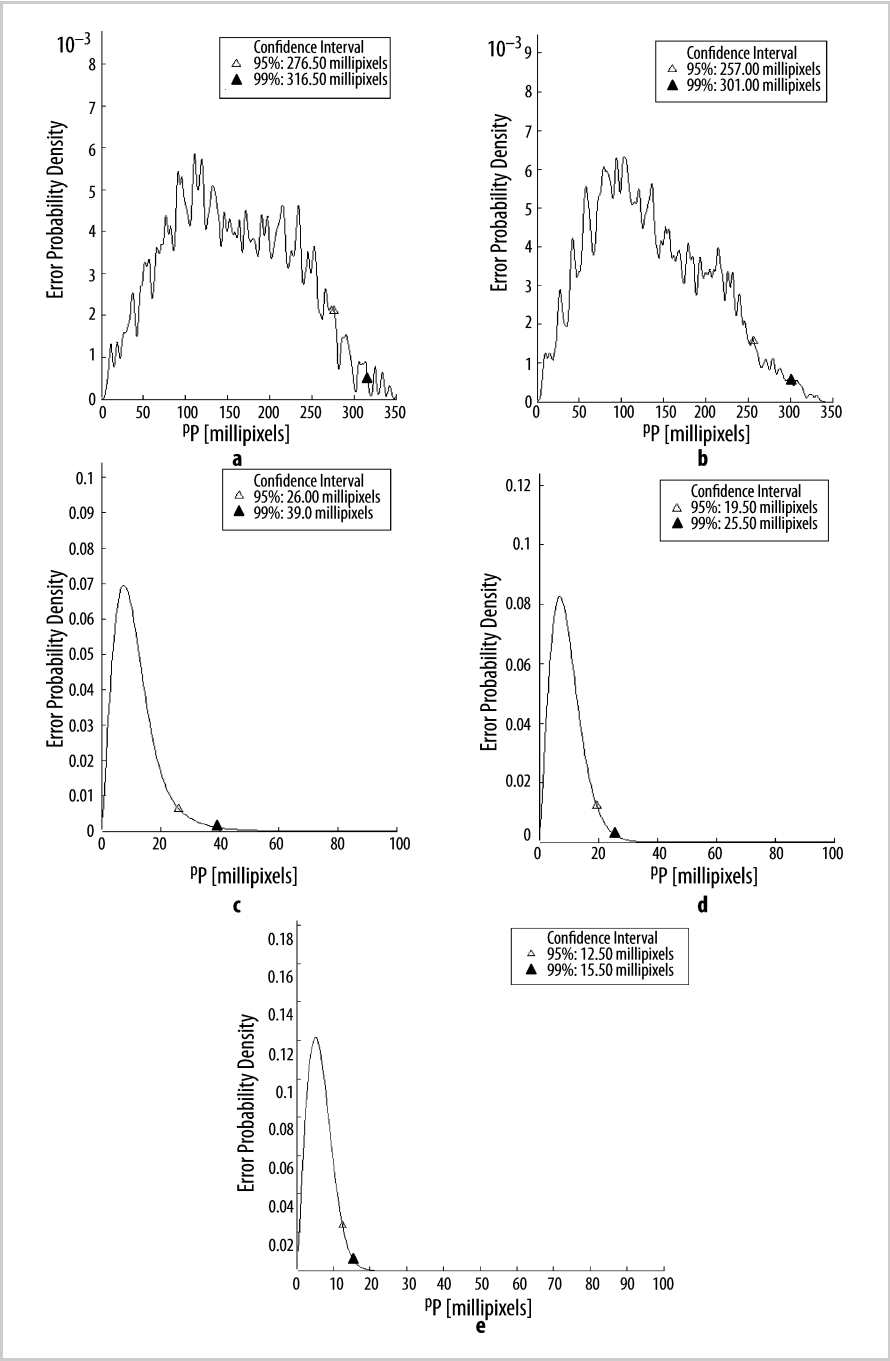 10–3
Confidence Interval
95%: 276.50 millipixels
99%: 316.50 millipixels
8
7
6
5
4
3
2
1
0
Error Probability Density
0 50 100 150 200 250 300 350
PP [millipixels]
a
10–3
Confidence Interval
95%: 257.00 millipixels
99%: 301.00 millipixels
9
8
7
6
5
4
3
2
1
0
Error Probability Density
0 50 100 150 200 250 300 350
PP [millipixels]
b
Confidence Interval
95%: 26.00 millipixels
99%: 39.0 millipixels
0.1
0.09
0.08
0.07
0.06
0.05
0.04
0.03
0.02
0.01
0
Error Probability Density
0 20 40 60 80 100
PP [millipixels]
c
Confidence Interval
95%: 19.50 millipixels
99%: 25.50 millipixels
0.12
0.1
0.08
0.06
0.04
0.02
0
Error Probability Density
0 20 40 60 80 100
PP [millipixels]
d
Confidence Interval
95%: 12.50 millipixels
99%: 15.50 millipixels
0.18
0.16
0.14
0.12
0.1
0.08
0.06
0.04
0.02
Error Probability Density
0 10 20 30 40 50 60 70 80 90 100
PP [millipixels]
e